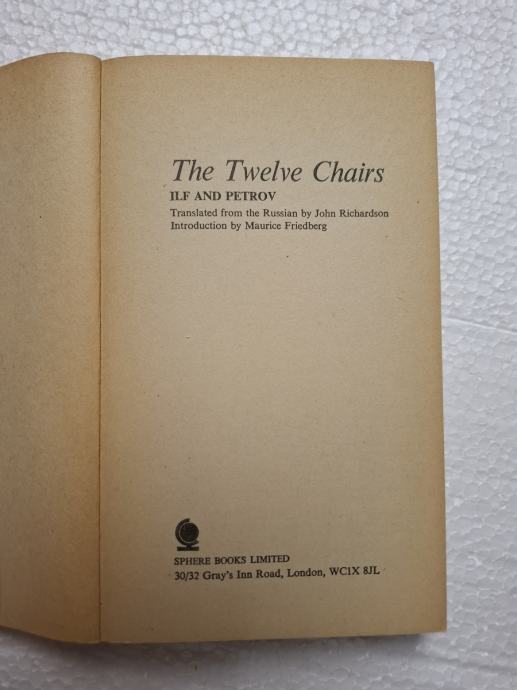 The Twelve Chairs
ILF AND PETROV
Translated from the Russian by John Richardson
Introduction by Maurice Friedberg
SPHERE BOOKS LIMITED
30/32 Gray's Inn Road, London, WC1X 8JL